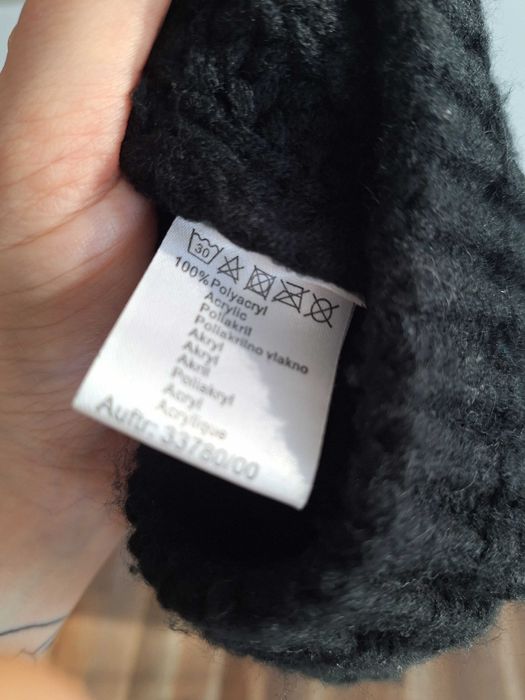 30
100% Polyacryl
Acrylic
Poliakril
Poliakrilno vlakno
Akryl
Akryl
Akril
Poliakryl
Acryl
Acrylique
Auftr. 33780/00